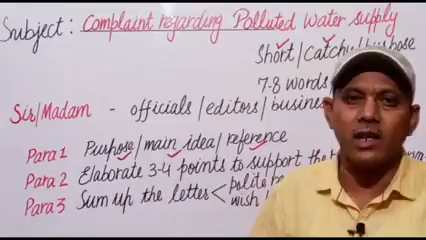 Subject : Complaint regarding Polluted Water supply
Short / Catchy /
7-8 words
Sir/Madam - officials / editors / business
Para 1 Purpose / main idea / reference
Para 2 Elaborate 3-4 points to support the
Para 3 Sum up the letter < polite
wish